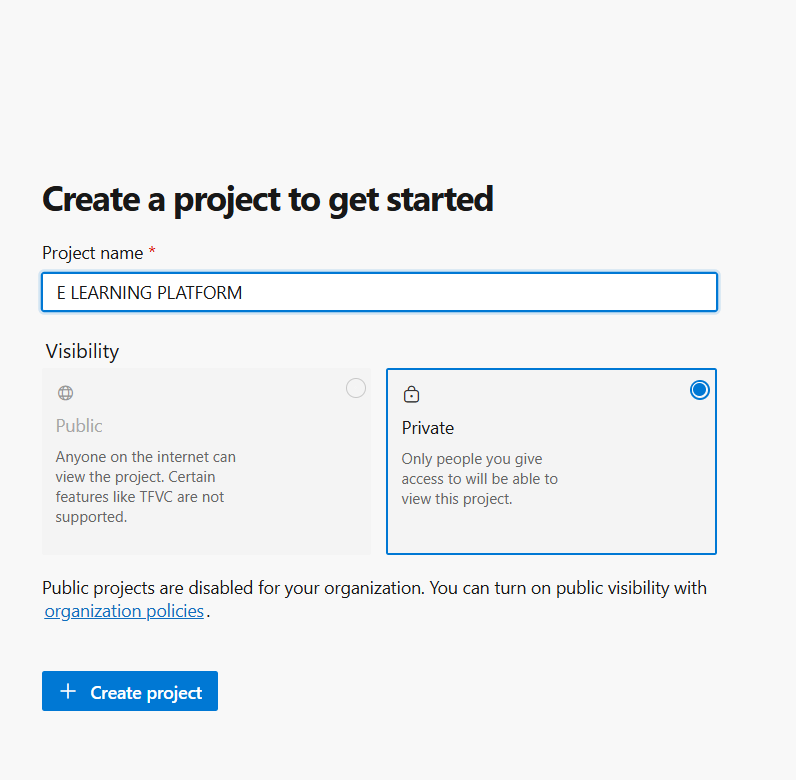 Create a project to get started
Project name *
E LEARNING PLATFORM
Visibility
Public
Anyone on the internet can
view the project. Certain
features like TFVC are not
supported.
Private
Only people you give
access to will be able to
view this project.
Public projects are disabled for your organization. You can turn on public visibility with
organization policies.
+ Create project